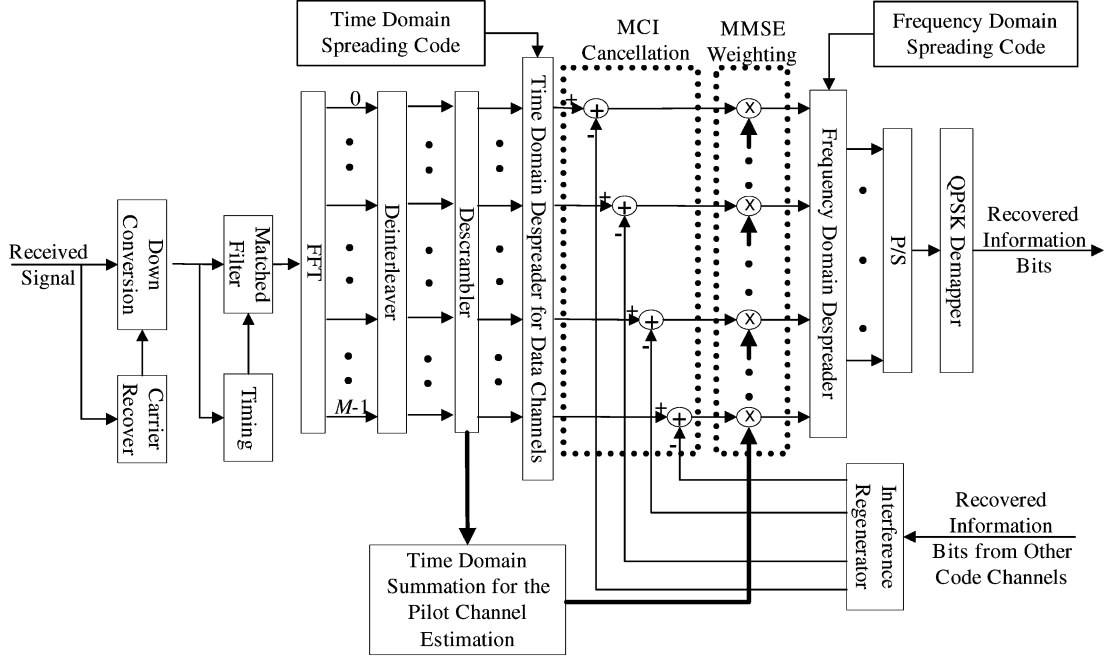 Time Domain
Spreading Code
MCI
Cancellation
MMSE
Weighting
Frequency Domain
Spreading Code
Received
Signal
Down
Conversion
Carrier
Recover
Matched
Filter
Timing
FFT
0
M-1
Deinterleaver
Descrambler
Time Domain Despreader for Data Channels
+
+
-
+
+
-
+
+
-
+
+
-
X
X
X
X
Frequency Domain Despreader
P/S
QPSK Demapper
Recovered
Information
Bits
Interference
Regenerator
Recovered
Information
Bits from Other
Code Channels
Time Domain
Summation for the
Pilot Channel
Estimation